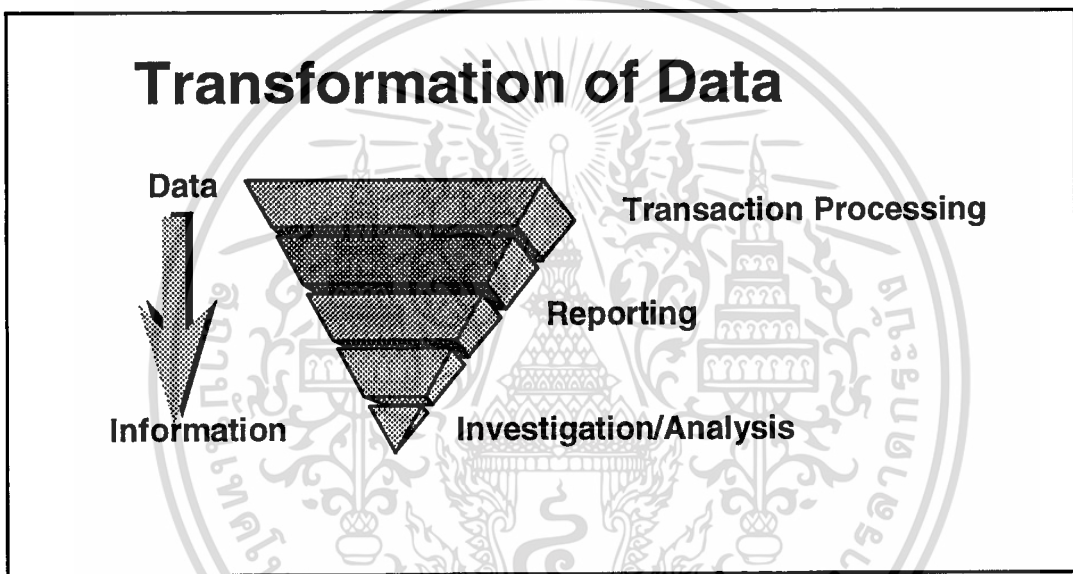 Transformation of Data
Data
Transaction Processing
Reporting
Information
Investigation/Analysis